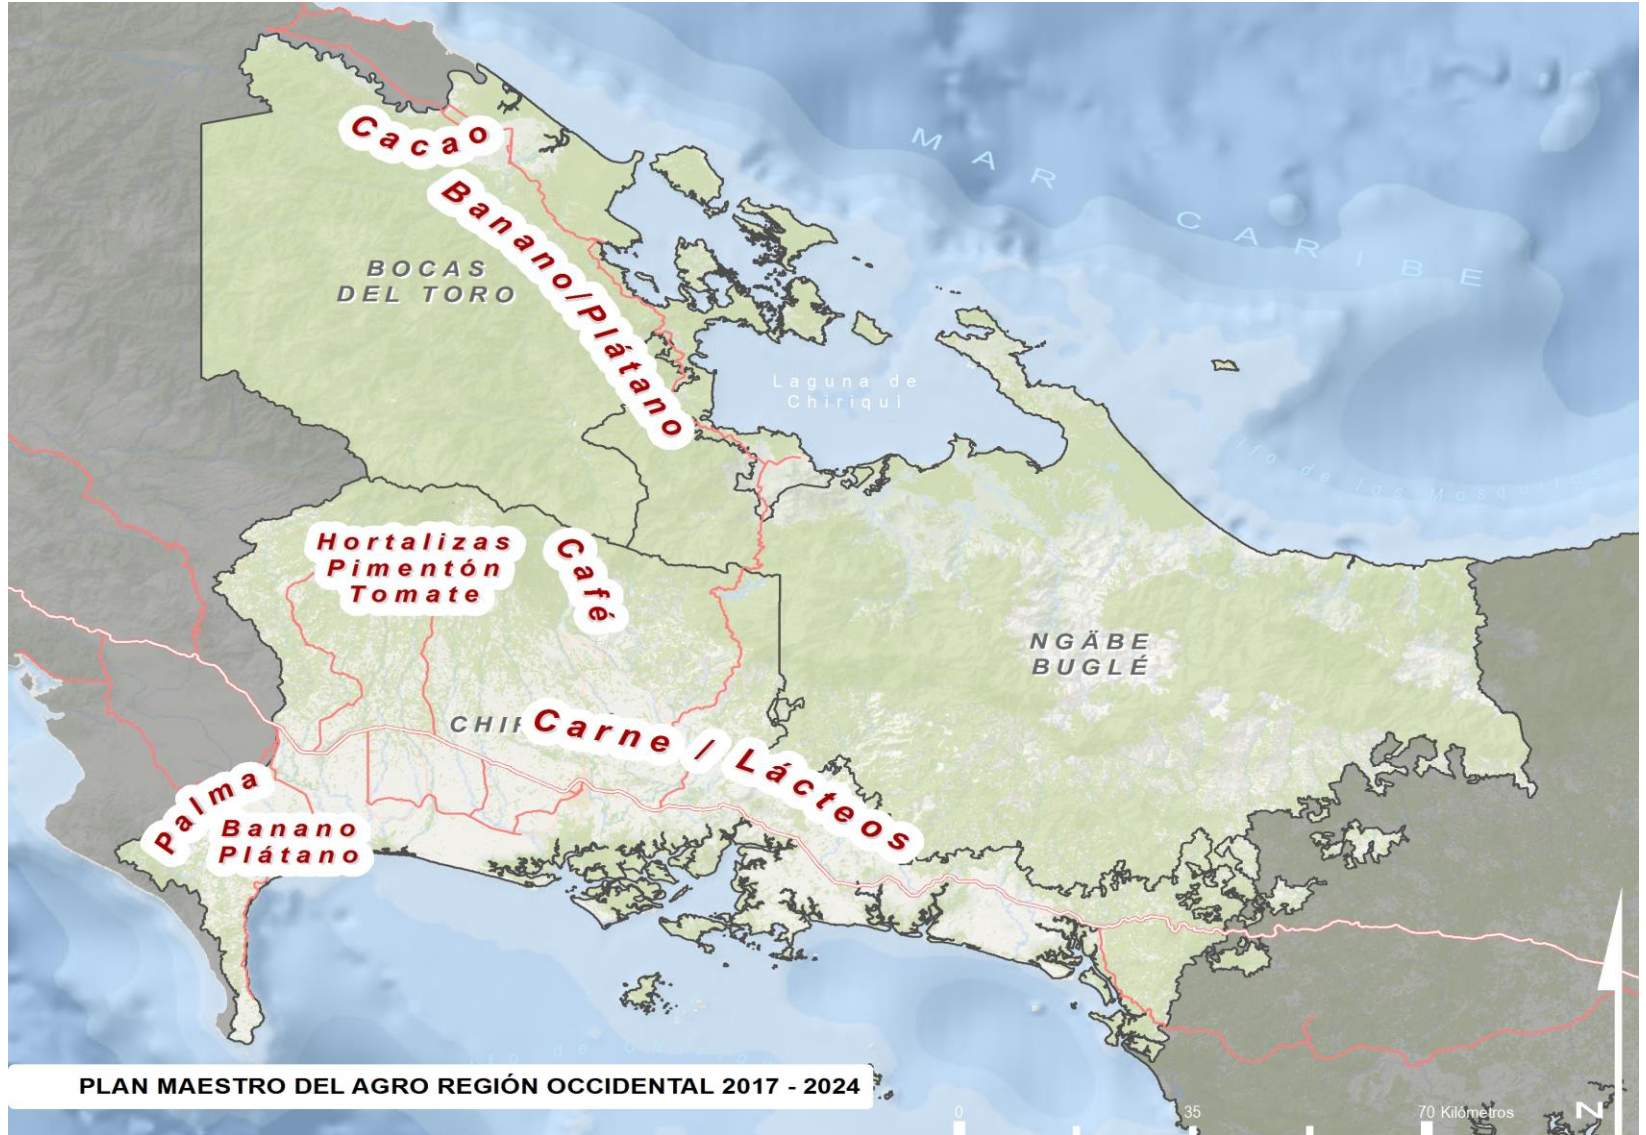 Cacao
Banano/Plátano
BOCAS
DEL TORO
MAR CARIBE
Laguna de
Chiriquí
Hortalizas
Pimentón
Tomate
Café
NGÄBE
BUGLÉ
Carne / Lácteos
Palma
Banano
Plátano
PLAN MAESTRO DEL AGRO REGIÓN OCCIDENTAL 2017 - 2024
0 35 70 Kilómetros
N